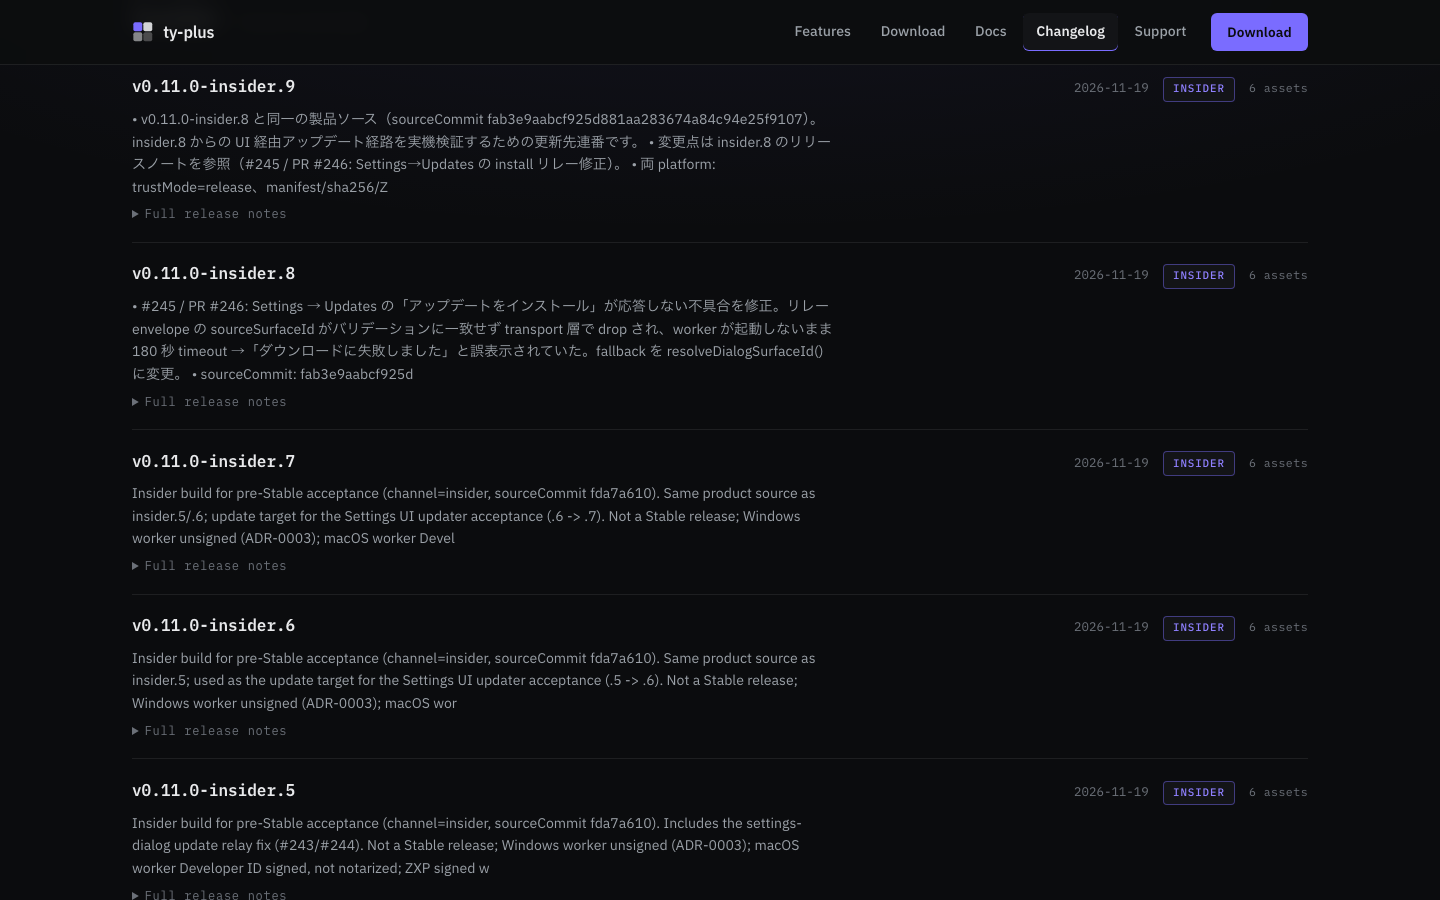 ty-plus
Features Download Docs Changelog Support Download
v0.11.0-insider.9 2026-11-19 INSIDER 6 assets
• v0.11.0-insider.8 と同一の製品ソース（sourceCommit fab3e9aabcf925d881aa283674a84c94e25f9107）。
insider.8 からの UI 経由アップデート経路を実機検証するための更新先連番です。 • 変更点は insider.8 のリリー
スノートを参照（#245 / PR #246: Settings→Updates の install リレー修正）。 • 両 platform:
trustMode=release、manifest/sha256/Z
▶ Full release notes
v0.11.0-insider.8 2026-11-19 INSIDER 6 assets
• #245 / PR #246: Settings → Updates の「アップデートをインストール」が応答しない不具合を修正。リレー
envelope の sourceSurfaceId がバリデーションに一致せず transport 層で drop され、worker が起動しないまま
180 秒 timeout →「ダウンロードに失敗しました」と誤表示されていた。fallback を resolveDialogSurfaceId()
に変更。 • sourceCommit: fab3e9aabcf925d
▶ Full release notes
v0.11.0-insider.7 2026-11-19 INSIDER 6 assets
Insider build for pre-Stable acceptance (channel=insider, sourceCommit fda7a610). Same product source as
insider.5/.6; update target for the Settings UI updater acceptance (.6 -> .7). Not a Stable release; Windows
worker unsigned (ADR-0003); macOS worker Devel
▶ Full release notes
v0.11.0-insider.6 2026-11-19 INSIDER 6 assets
Insider build for pre-Stable acceptance (channel=insider, sourceCommit fda7a610). Same product source as
insider.5; used as the update target for the Settings UI updater acceptance (.5 -> .6). Not a Stable release;
Windows worker unsigned (ADR-0003); macOS wor
▶ Full release notes
v0.11.0-insider.5 2026-11-19 INSIDER 6 assets
Insider build for pre-Stable acceptance (channel=insider, sourceCommit fda7a610). Includes the settings-
dialog update relay fix (#243/#244). Not a Stable release; Windows worker unsigned (ADR-0003); macOS
worker Developer ID signed, not notarized; ZXP signed w
▶ Full release notes